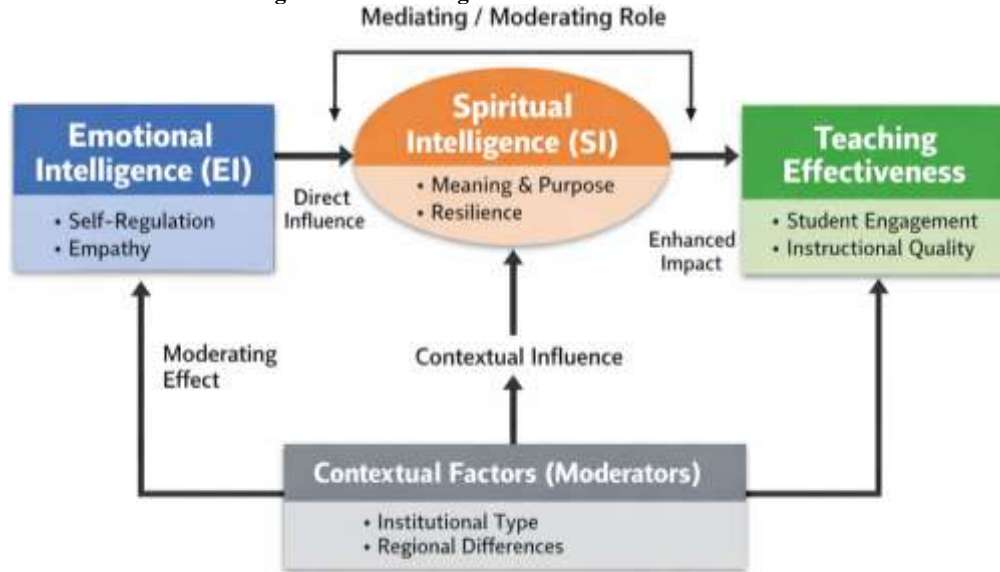 Mediating / Moderating Role
Emotional
Intelligence (EI)
• Self-Regulation
• Empathy
Direct
Influence
Spiritual
Intelligence (SI)
• Meaning & Purpose
• Resilience
Enhanced
Impact
Teaching
Effectiveness
• Student Engagement
• Instructional Quality
Moderating
Effect
Contextual Influence
Contextual Factors (Moderators)
• Institutional Type
• Regional Differences